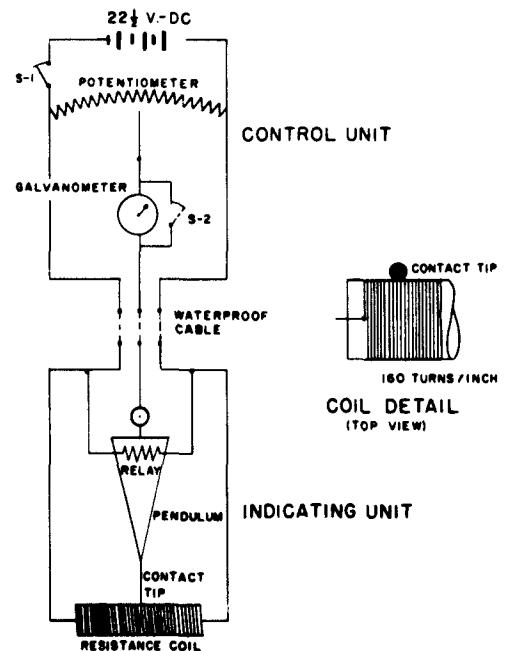 22½ V.-DC
S-1
POTENTIOMETER
CONTROL UNIT
GALVANOMETER
S-2
WATERPROOF
CABLE
CONTACT TIP
160 TURNS/INCH
COIL DETAIL
(TOP VIEW)
RELAY
PENDULUM
INDICATING UNIT
CONTACT
TIP
RESISTANCE COIL